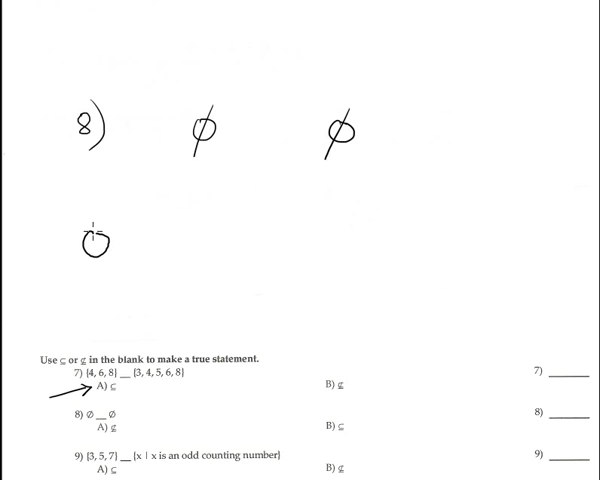 8) ∅ ∅
Use ⊆ or ⊈ in the blank to make a true statement.
7) {4, 6, 8} __ {3, 4, 5, 6, 8} 7) ______
A) ⊆ B) ⊈
8) ∅ __ ∅ 8) ______
A) ⊈ B) ⊆
9) {3, 5, 7} __ {x | x is an odd counting number} 9) ______
A) ⊆ B) ⊈